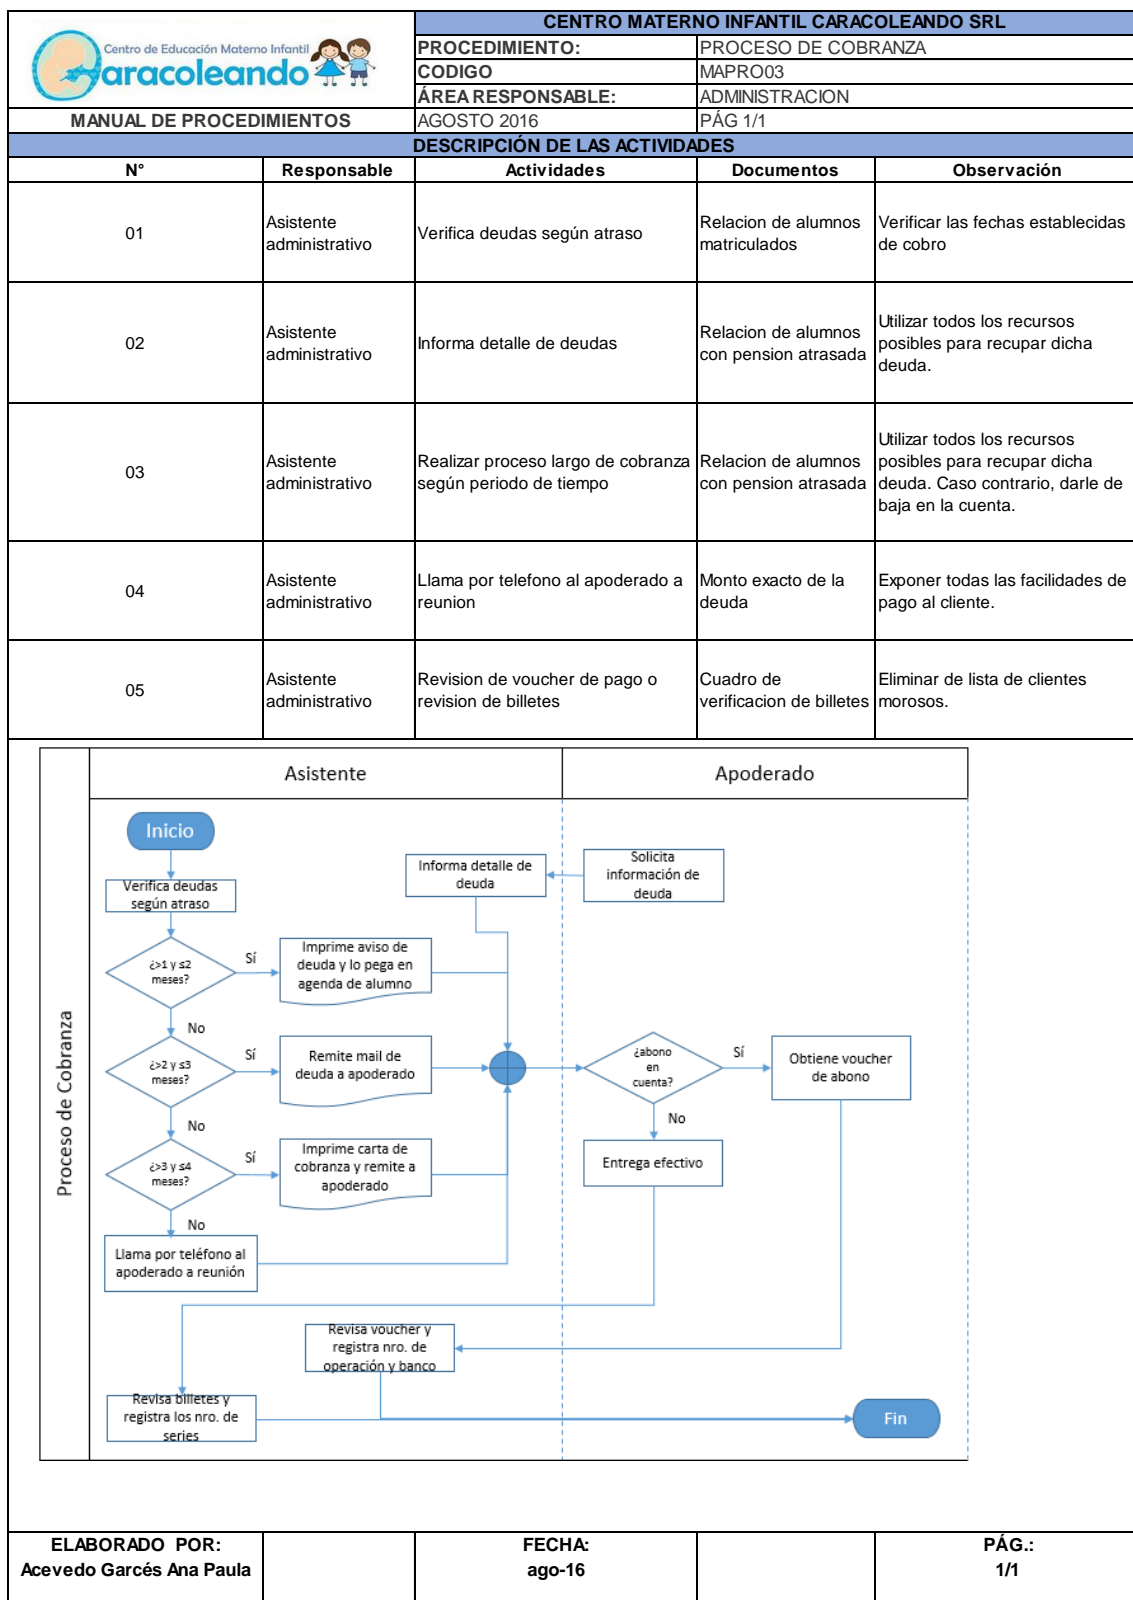 CENTRO MATERNO INFANTIL CARACOLEANDO SRL
Centro de Educación Materno Infantil
Caracoleando
PROCEDIMIENTO: PROCESO DE COBRANZA
CODIGO MAPRO03
ÁREA RESPONSABLE: ADMINISTRACION
MANUAL DE PROCEDIMIENTOS AGOSTO 2016 PÁG 1/1
DESCRIPCIÓN DE LAS ACTIVIDADES
N° Responsable Actividades Documentos Observación
01
Asistente
administrativo
Verifica deudas según atraso
Relacion de alumnos
matriculados
Verificar las fechas establecidas
de cobro
02
Asistente
administrativo
Informa detalle de deudas
Relacion de alumnos
con pension atrasada
Utilizar todos los recursos
posibles para recupar dicha
deuda.
03
Asistente
administrativo
Realizar proceso largo de cobranza
según periodo de tiempo
Relacion de alumnos
con pension atrasada
Utilizar todos los recursos
posibles para recupar dicha
deuda. Caso contrario, darle de
baja en la cuenta.
04
Asistente
administrativo
Llama por telefono al apoderado a
reunion
Monto exacto de la
deuda
Exponer todas las facilidades de
pago al cliente.
05
Asistente
administrativo
Revision de voucher de pago o
revision de billetes
Cuadro de
verificacion de billetes
Eliminar de lista de clientes
morosos.
Proceso de Cobranza
Asistente
Apoderado
Inicio
Verifica deudas
según atraso
Informa detalle de
deuda
Solicita
información de
deuda
¿>1 y ≤2
meses?
Sí
Imprime aviso de
deuda y lo pega en
agenda de alumno
No
¿>2 y ≤3
meses?
Sí
Remite mail de
deuda a apoderado
¿abono
en
cuenta?
Sí
Obtiene voucher
de abono
No
No
¿>3 y ≤4
meses?
Sí
Imprime carta de
cobranza y remite a
apoderado
Entrega efectivo
No
Llama por teléfono al
apoderado a reunión
Revisa voucher y
registra nro. de
operación y banco
Revisa billetes y
registra los nro. de
series
Fin
ELABORADO POR:
Acevedo Garcés Ana Paula
FECHA:
ago-16
PÁG.:
1/1